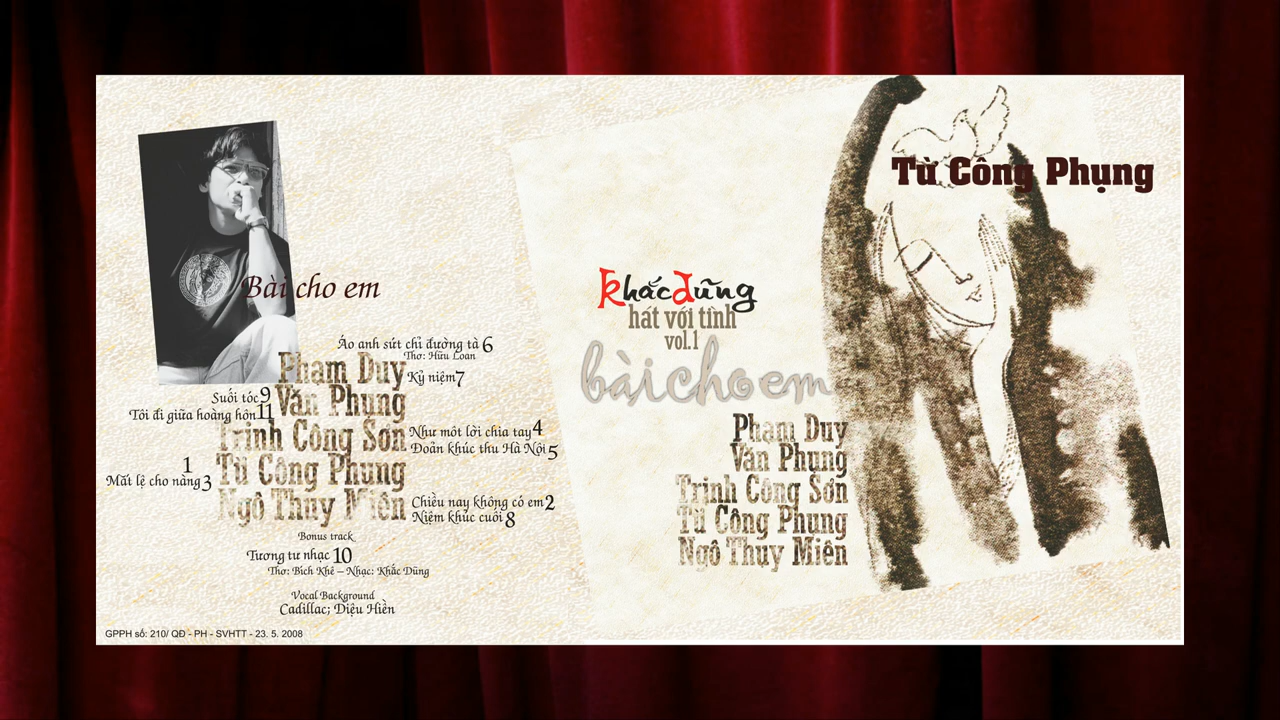 Bài cho em
Áo anh sứt chỉ đường tà 6
Thơ: Hữu Loan
Phạm Duy
Kỷ niệm 7
Suối tóc 9
Văn Phụng
Tôi đi giữa hoàng hôn 11
Trịnh Công Sơn
Như một lời chia tay 4
Đoản khúc thu Hà Nội 5
1
Từ Công Phụng
Mắt lệ cho nàng 3
Ngô Thụy Miên
Chiều nay không có em 2
Niệm khúc cuối 8
Bonus track
Tương tư nhạc 10
Thơ: Bích Khê – Nhạc: Khắc Dũng
Vocal Background
Cadillac; Diệu Hiền
GPPH số: 210/ QĐ - PH - SVHTT - 23. 5. 2008
Từ Công Phụng
khắc dũng
hát với tình
vol.1
bài cho em
Phạm Duy
Văn Phụng
Trịnh Công Sơn
Từ Công Phụng
Ngô Thụy Miên